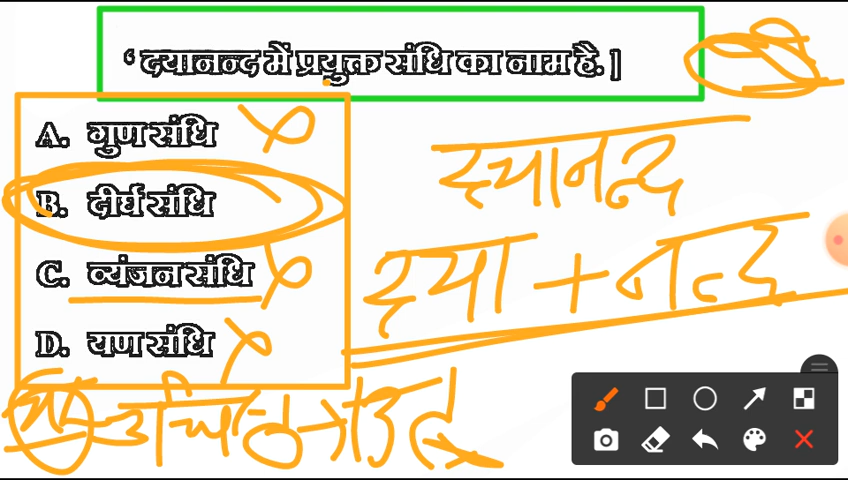 ‘ दयानन्द में प्रयुक्त संधि का नाम है. ]
A. गुण संधि
B. दीर्घ संधि
C. व्यंजन संधि
D. यण संधि
दयानन्द
दया + नन्द